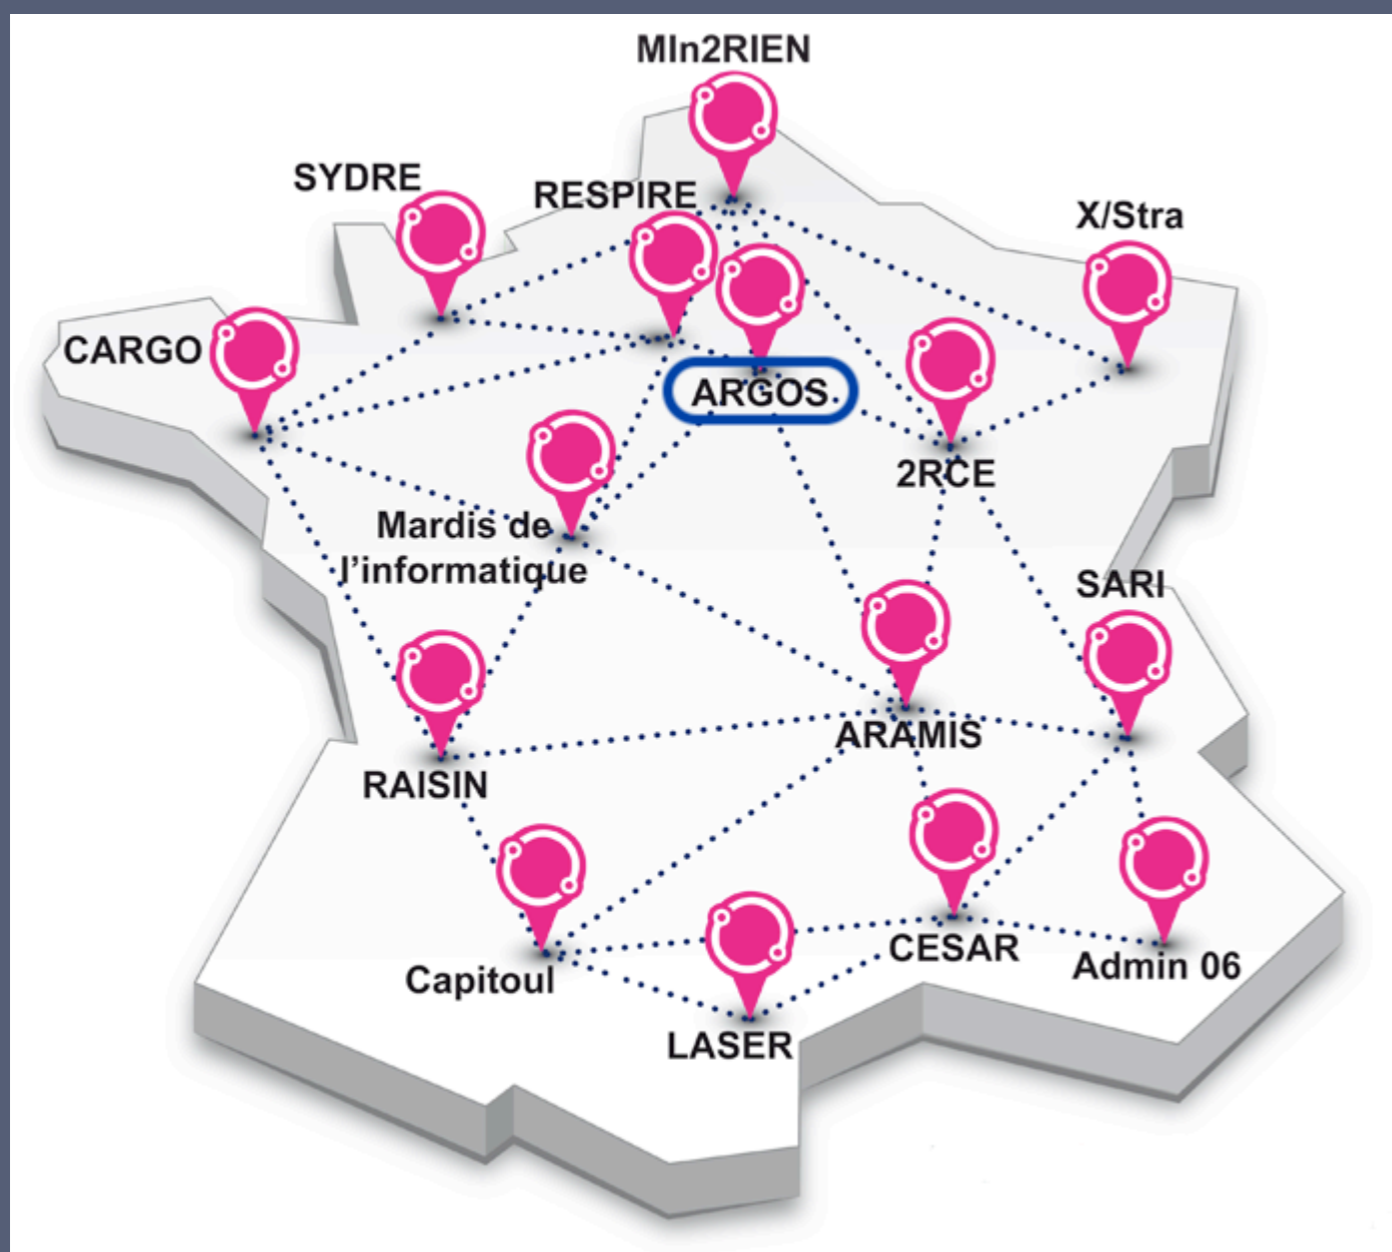 MIn2RIEN
SYDRE
RESPIRE
X/Stra
CARGO
ARGOS
2RCE
Mardis de
l'informatique
SARI
ARAMIS
RAISIN
CESAR
Admin 06
Capitoul
LASER